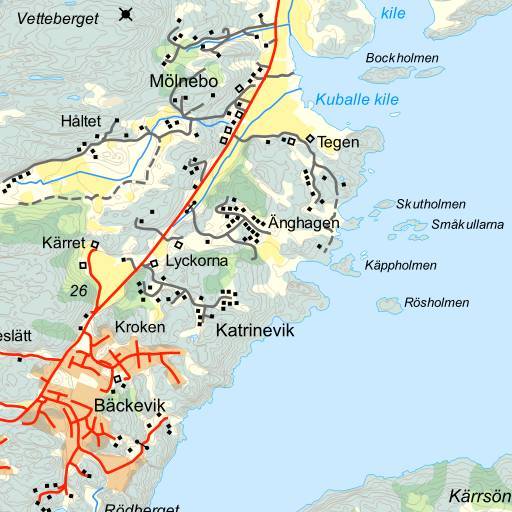 Vetteberget
kile
Bockholmen
Mölnebo
Kuballe kile
Håltet
Tegen
Skutholmen
Änghagen
Småkullarna
Kärret
Lyckorna
Käppholmen
26
Rösholmen
Kroken
Katrinevik
eslätt
Bäckevik
Kärrsön
Rödberget